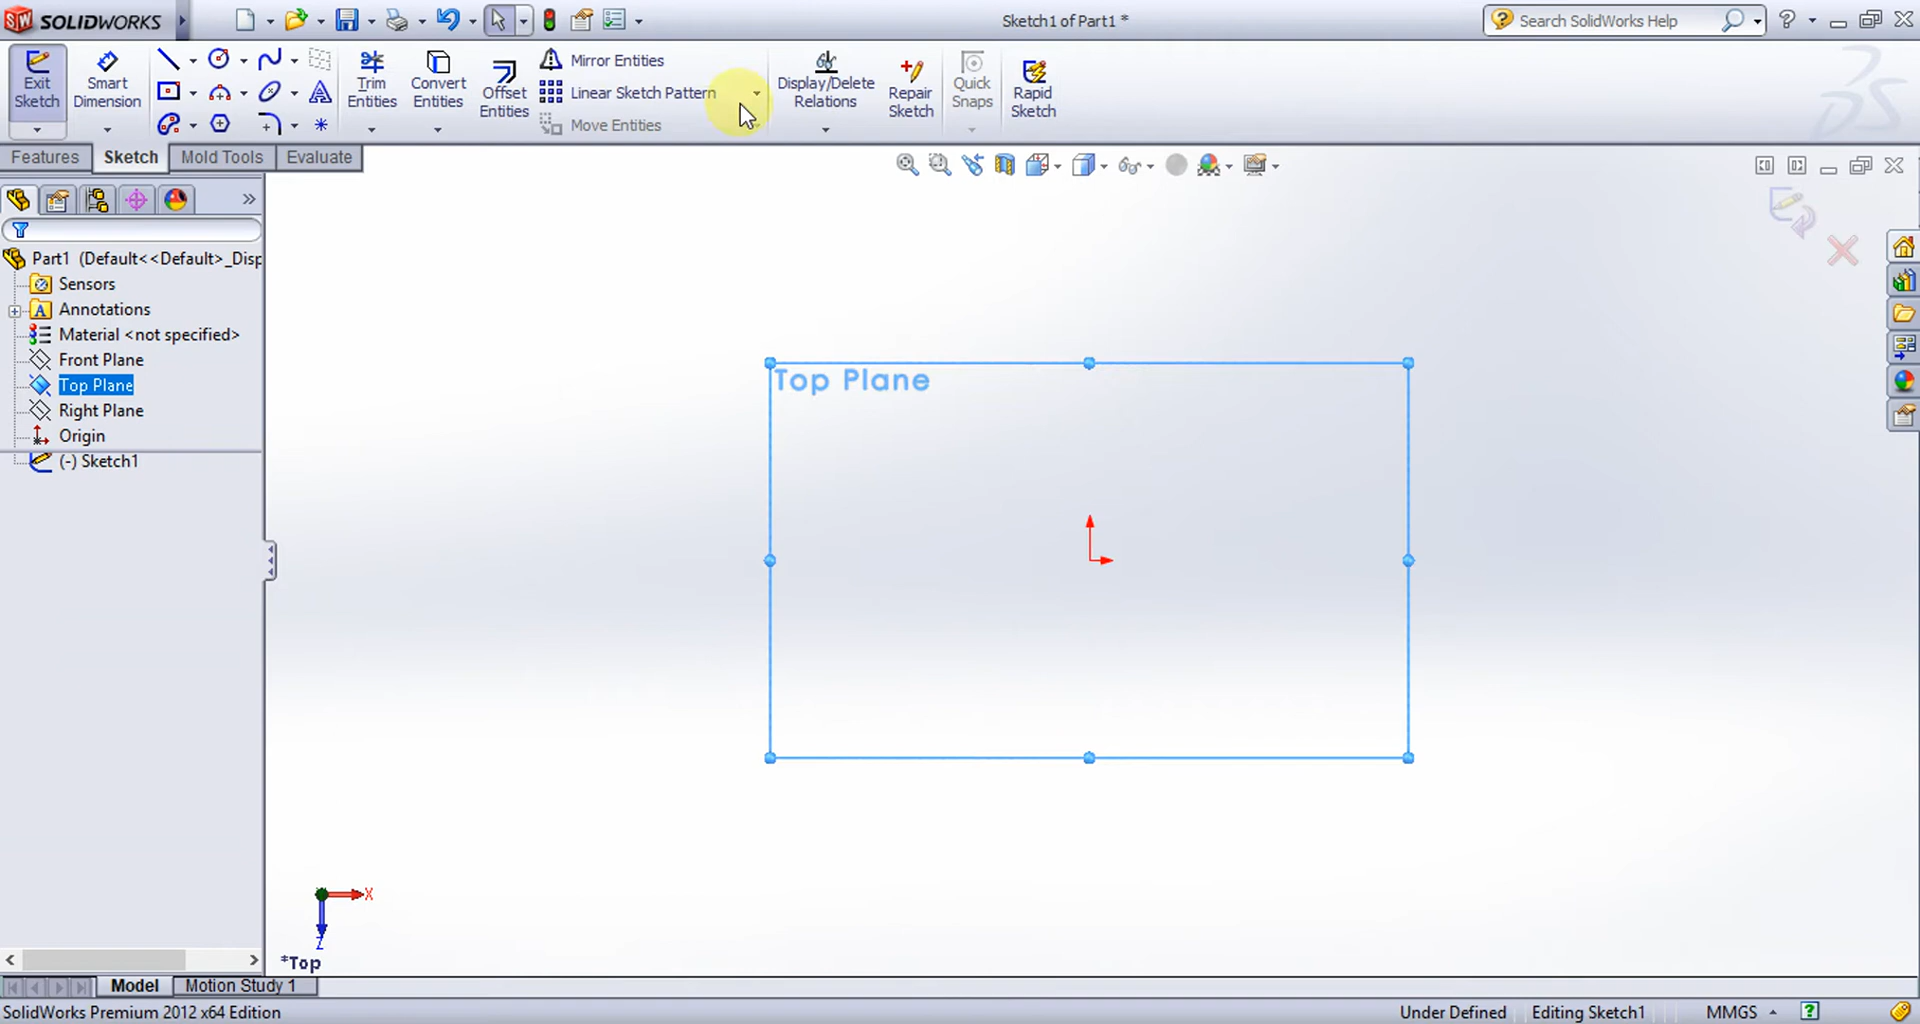 SW SOLIDWORKS
Sketch1 of Part1 *
Search SolidWorks Help
Exit Sketch
Smart Dimension
Trim Entities
Convert Entities
Offset Entities
Mirror Entities
Linear Sketch Pattern
Move Entities
Display/Delete Relations
Repair Sketch
Quick Snaps
Rapid Sketch
Features Sketch Mold Tools Evaluate
Part1 (Default<<Default>_Disp
Sensors
A Annotations
Material <not specified>
Front Plane
Top Plane
Right Plane
Origin
(-) Sketch1
Top Plane
X
Z
*Top
Model Motion Study 1
SolidWorks Premium 2012 x64 Edition
Under Defined Editing Sketch1 MMGS